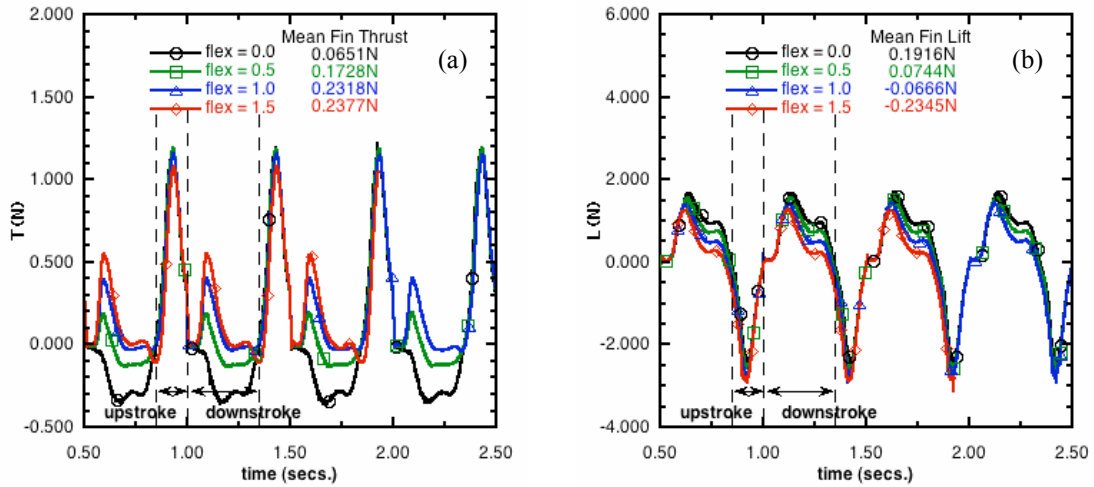 2.000
Mean Fin Thrust
flex = 0.0 0.0651N (a)
flex = 0.5 0.1728N
flex = 1.0 0.2318N
flex = 1.5 0.2377N
1.500
1.000
T (N)
0.500
0.000
-0.500
upstroke downstroke
0.50 1.00 1.50 2.00 2.50
time (secs.)
6.000
Mean Fin Lift
flex = 0.0 0.1916N (b)
flex = 0.5 0.0744N
flex = 1.0 -0.0666N
flex = 1.5 -0.2345N
4.000
2.000
L (N)
0.000
-2.000
-4.000
upstroke downstroke
0.50 1.00 1.50 2.00 2.50
time (secs.)